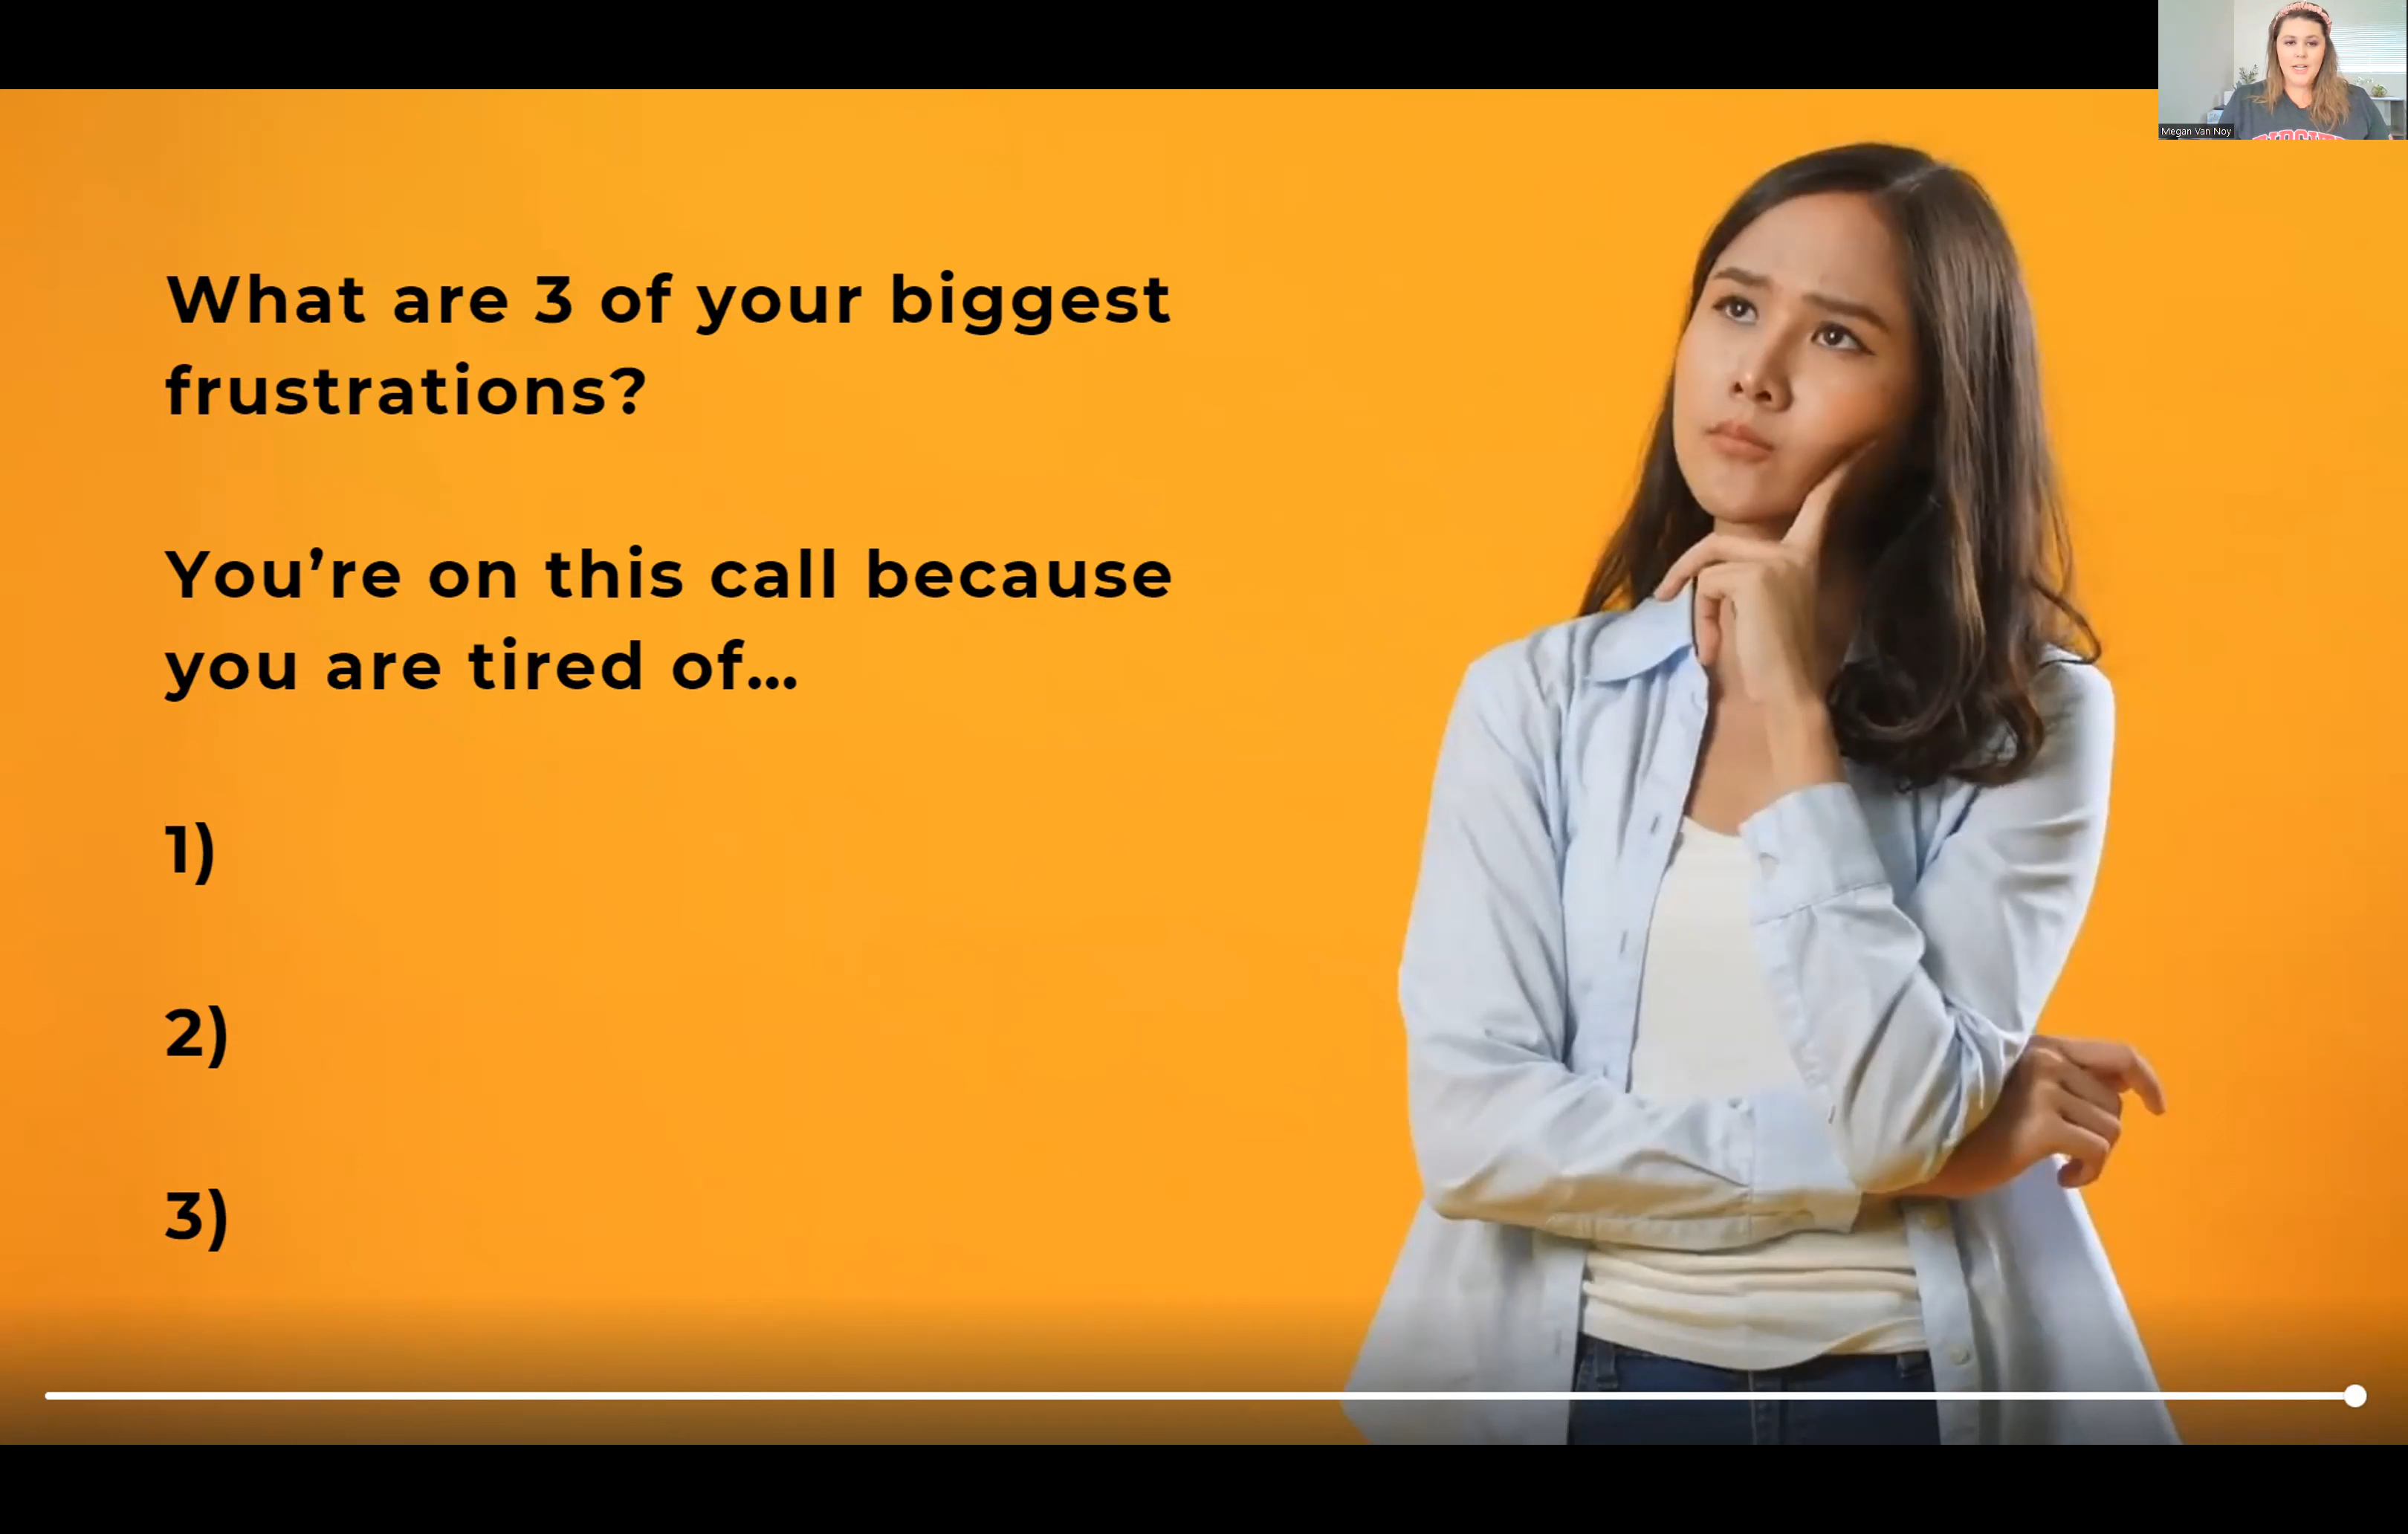 What are 3 of your biggest
frustrations?
You’re on this call because
you are tired of...
1)
2)
3)
Megan Van Noy